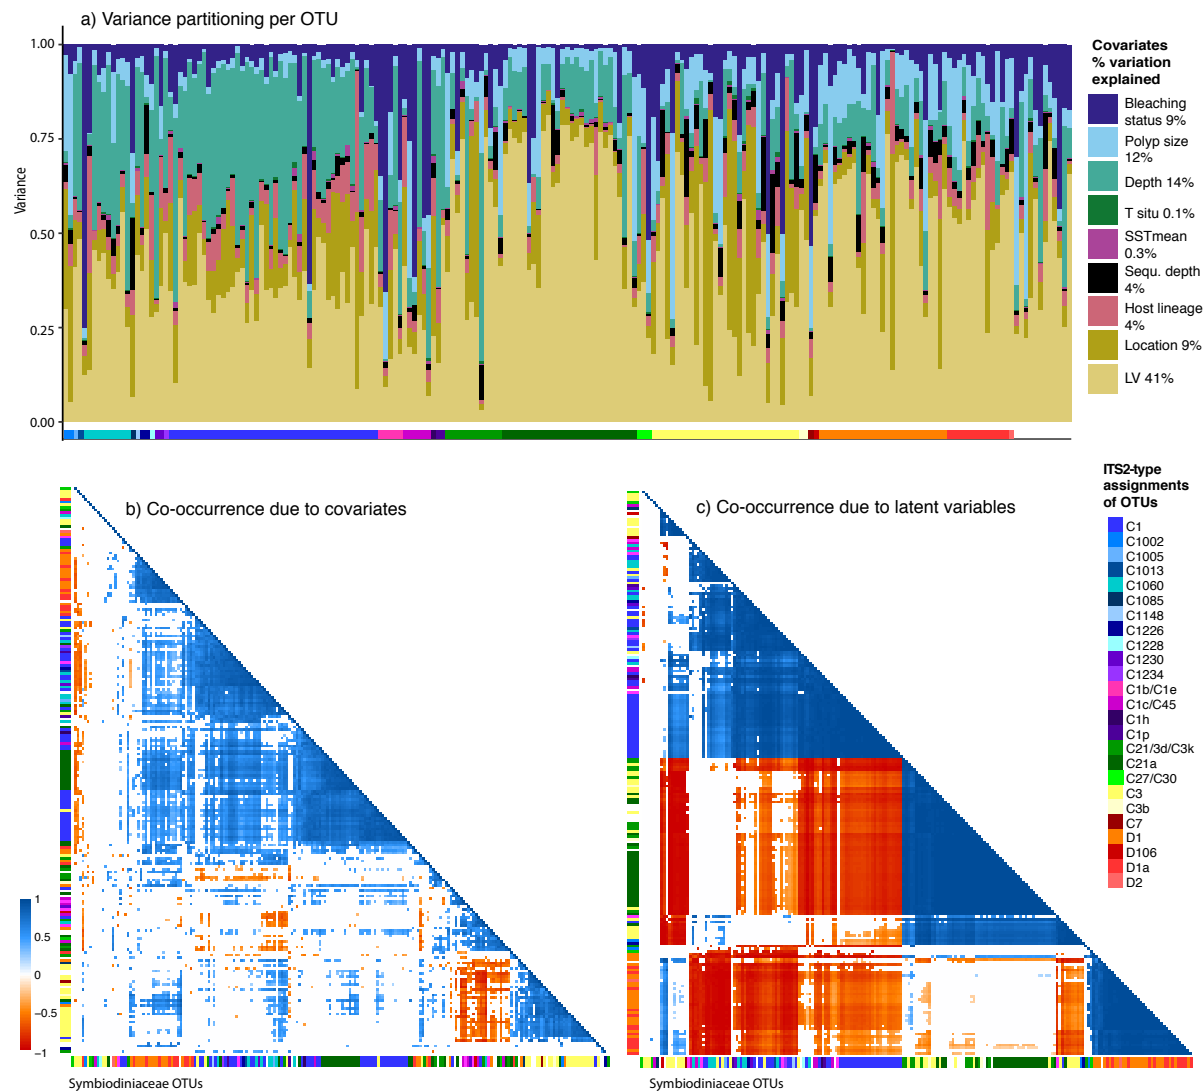 a) Variance partitioning per OTU
1.00
0.75
0.50
0.25
0.00
Variance
Covariates
% variation
explained
Bleaching
status 9%
Polyp size
12%
Depth 14%
T situ 0.1%
SSTmean
0.3%
Sequ. depth
4%
Host lineage
4%
Location 9%
LV 41%
b) Co-occurrence due to covariates
1
0.5
0
−0.5
−1
Symbiodiniaceae OTUs
c) Co-occurrence due to latent variables
Symbiodiniaceae OTUs
ITS2-type
assignments
of OTUs
C1
C1002
C1005
C1013
C1060
C1085
C1148
C1226
C1228
C1230
C1234
C1b/C1e
C1c/C45
C1h
C1p
C21/3d/C3k
C21a
C27/C30
C3
C3b
C7
D1
D106
D1a
D2